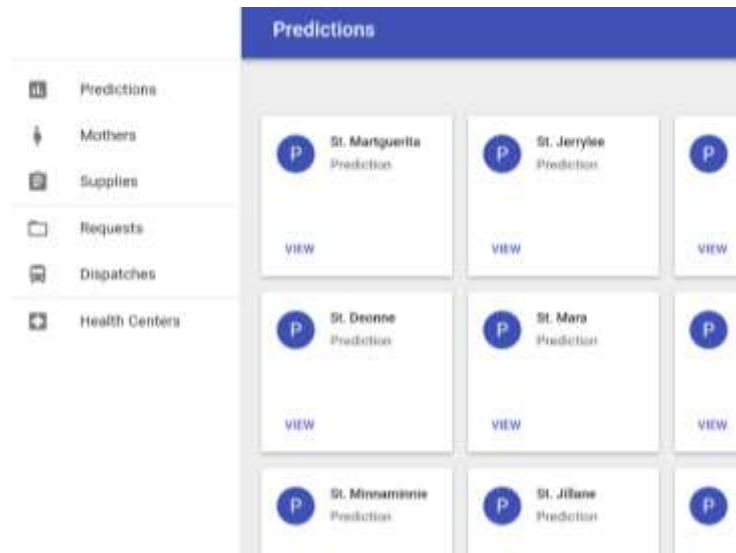 Predictions
Predictions
Mothers
Supplies
Requests
Dispatches
Health Centers
P
St. Martguerita
Prediction
VIEW
P
St. Jerrylee
Prediction
VIEW
P
VIEW
P
St. Deonne
Prediction
VIEW
P
St. Mara
Prediction
VIEW
P
VIEW
P
St. Minnaminnie
Prediction
P
St. Jillane
Prediction
P